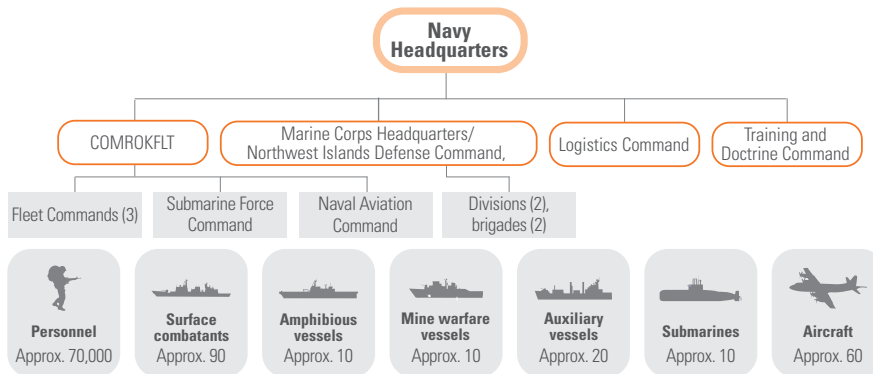 Navy
Headquarters
COMROKFLT
Marine Corps Headquarters/
Northwest Islands Defense Command,
Logistics Command
Training and
Doctrine Command
Fleet Commands (3)
Submarine Force
Command
Naval Aviation
Command
Divisions (2),
brigades (2)
Personnel
Approx. 70,000
Surface
combatants
Approx. 90
Amphibious
vessels
Approx. 10
Mine warfare
vessels
Approx. 10
Auxiliary
vessels
Approx. 20
Submarines
Approx. 10
Aircraft
Approx. 60